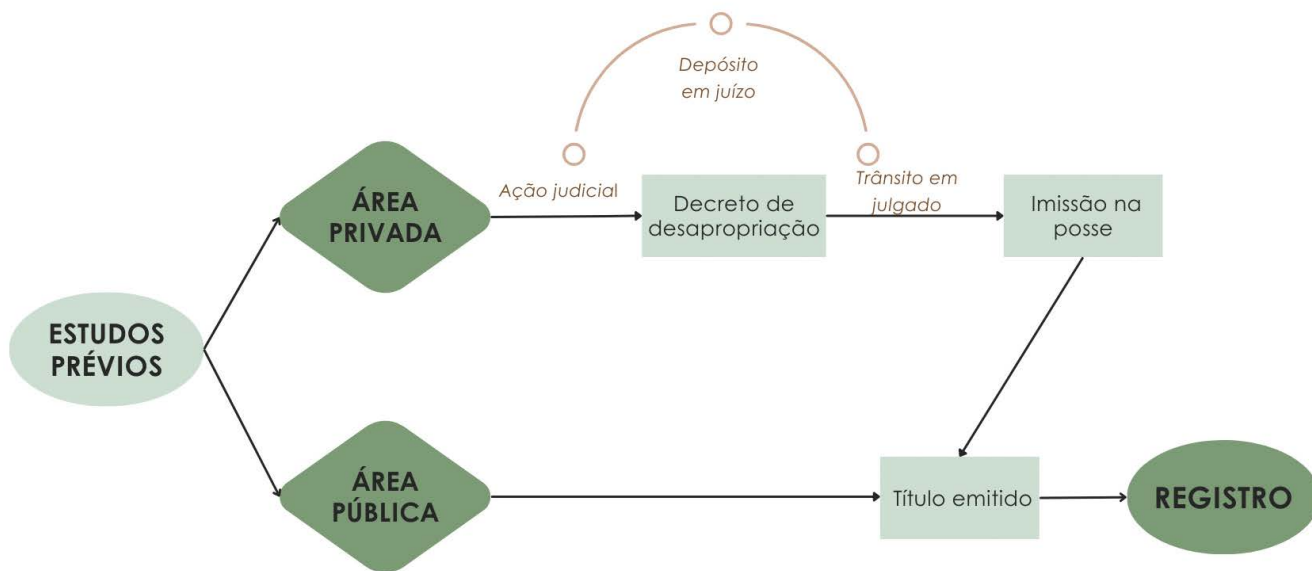 Depósito
em juízo
Ação judicial
Trânsito em
julgado
ÁREA
PRIVADA
Decreto de
desapropriação
Imissão na
posse
ESTUDOS
PRÉVIOS
ÁREA
PÚBLICA
Título emitido
REGISTRO